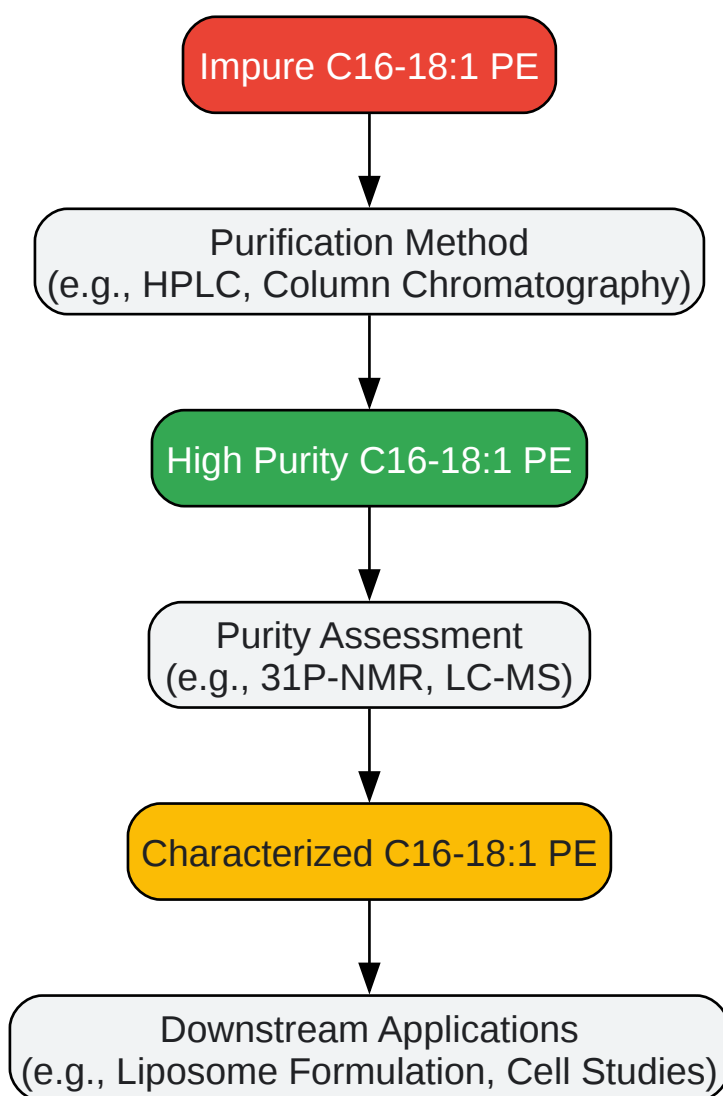 Impure C16-18:1 PE
Purification Method
(e.g., HPLC, Column Chromatography)
High Purity C16-18:1 PE
Purity Assessment
(e.g., 31P-NMR, LC-MS)
Characterized C16-18:1 PE
Downstream Applications
(e.g., Liposome Formulation, Cell Studies)